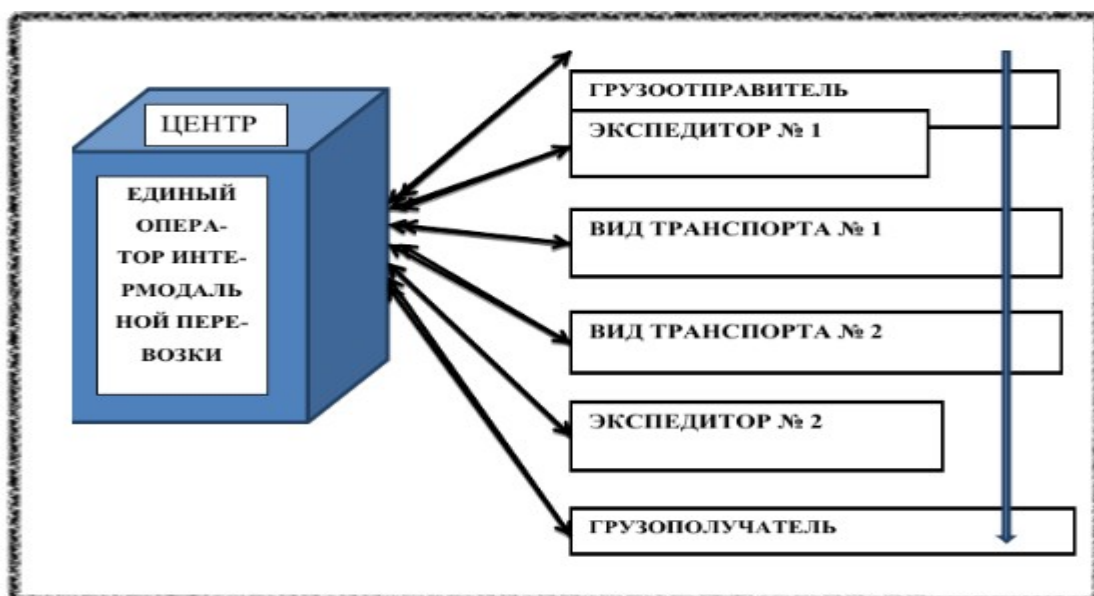 ЦЕНТР
ЕДИНЫЙ
ОПЕРА-
ТОР ИНТЕ-
РМОДАЛЬ
НОЙ ПЕРЕ-
ВОЗКИ
ГРУЗООТПРАВИТЕЛЬ
ЭКСПЕДИТОР № 1
ВИД ТРАНСПОРТА № 1
ВИД ТРАНСПОРТА № 2
ЭКСПЕДИТОР № 2
ГРУЗОПОЛУЧАТЕЛЬ